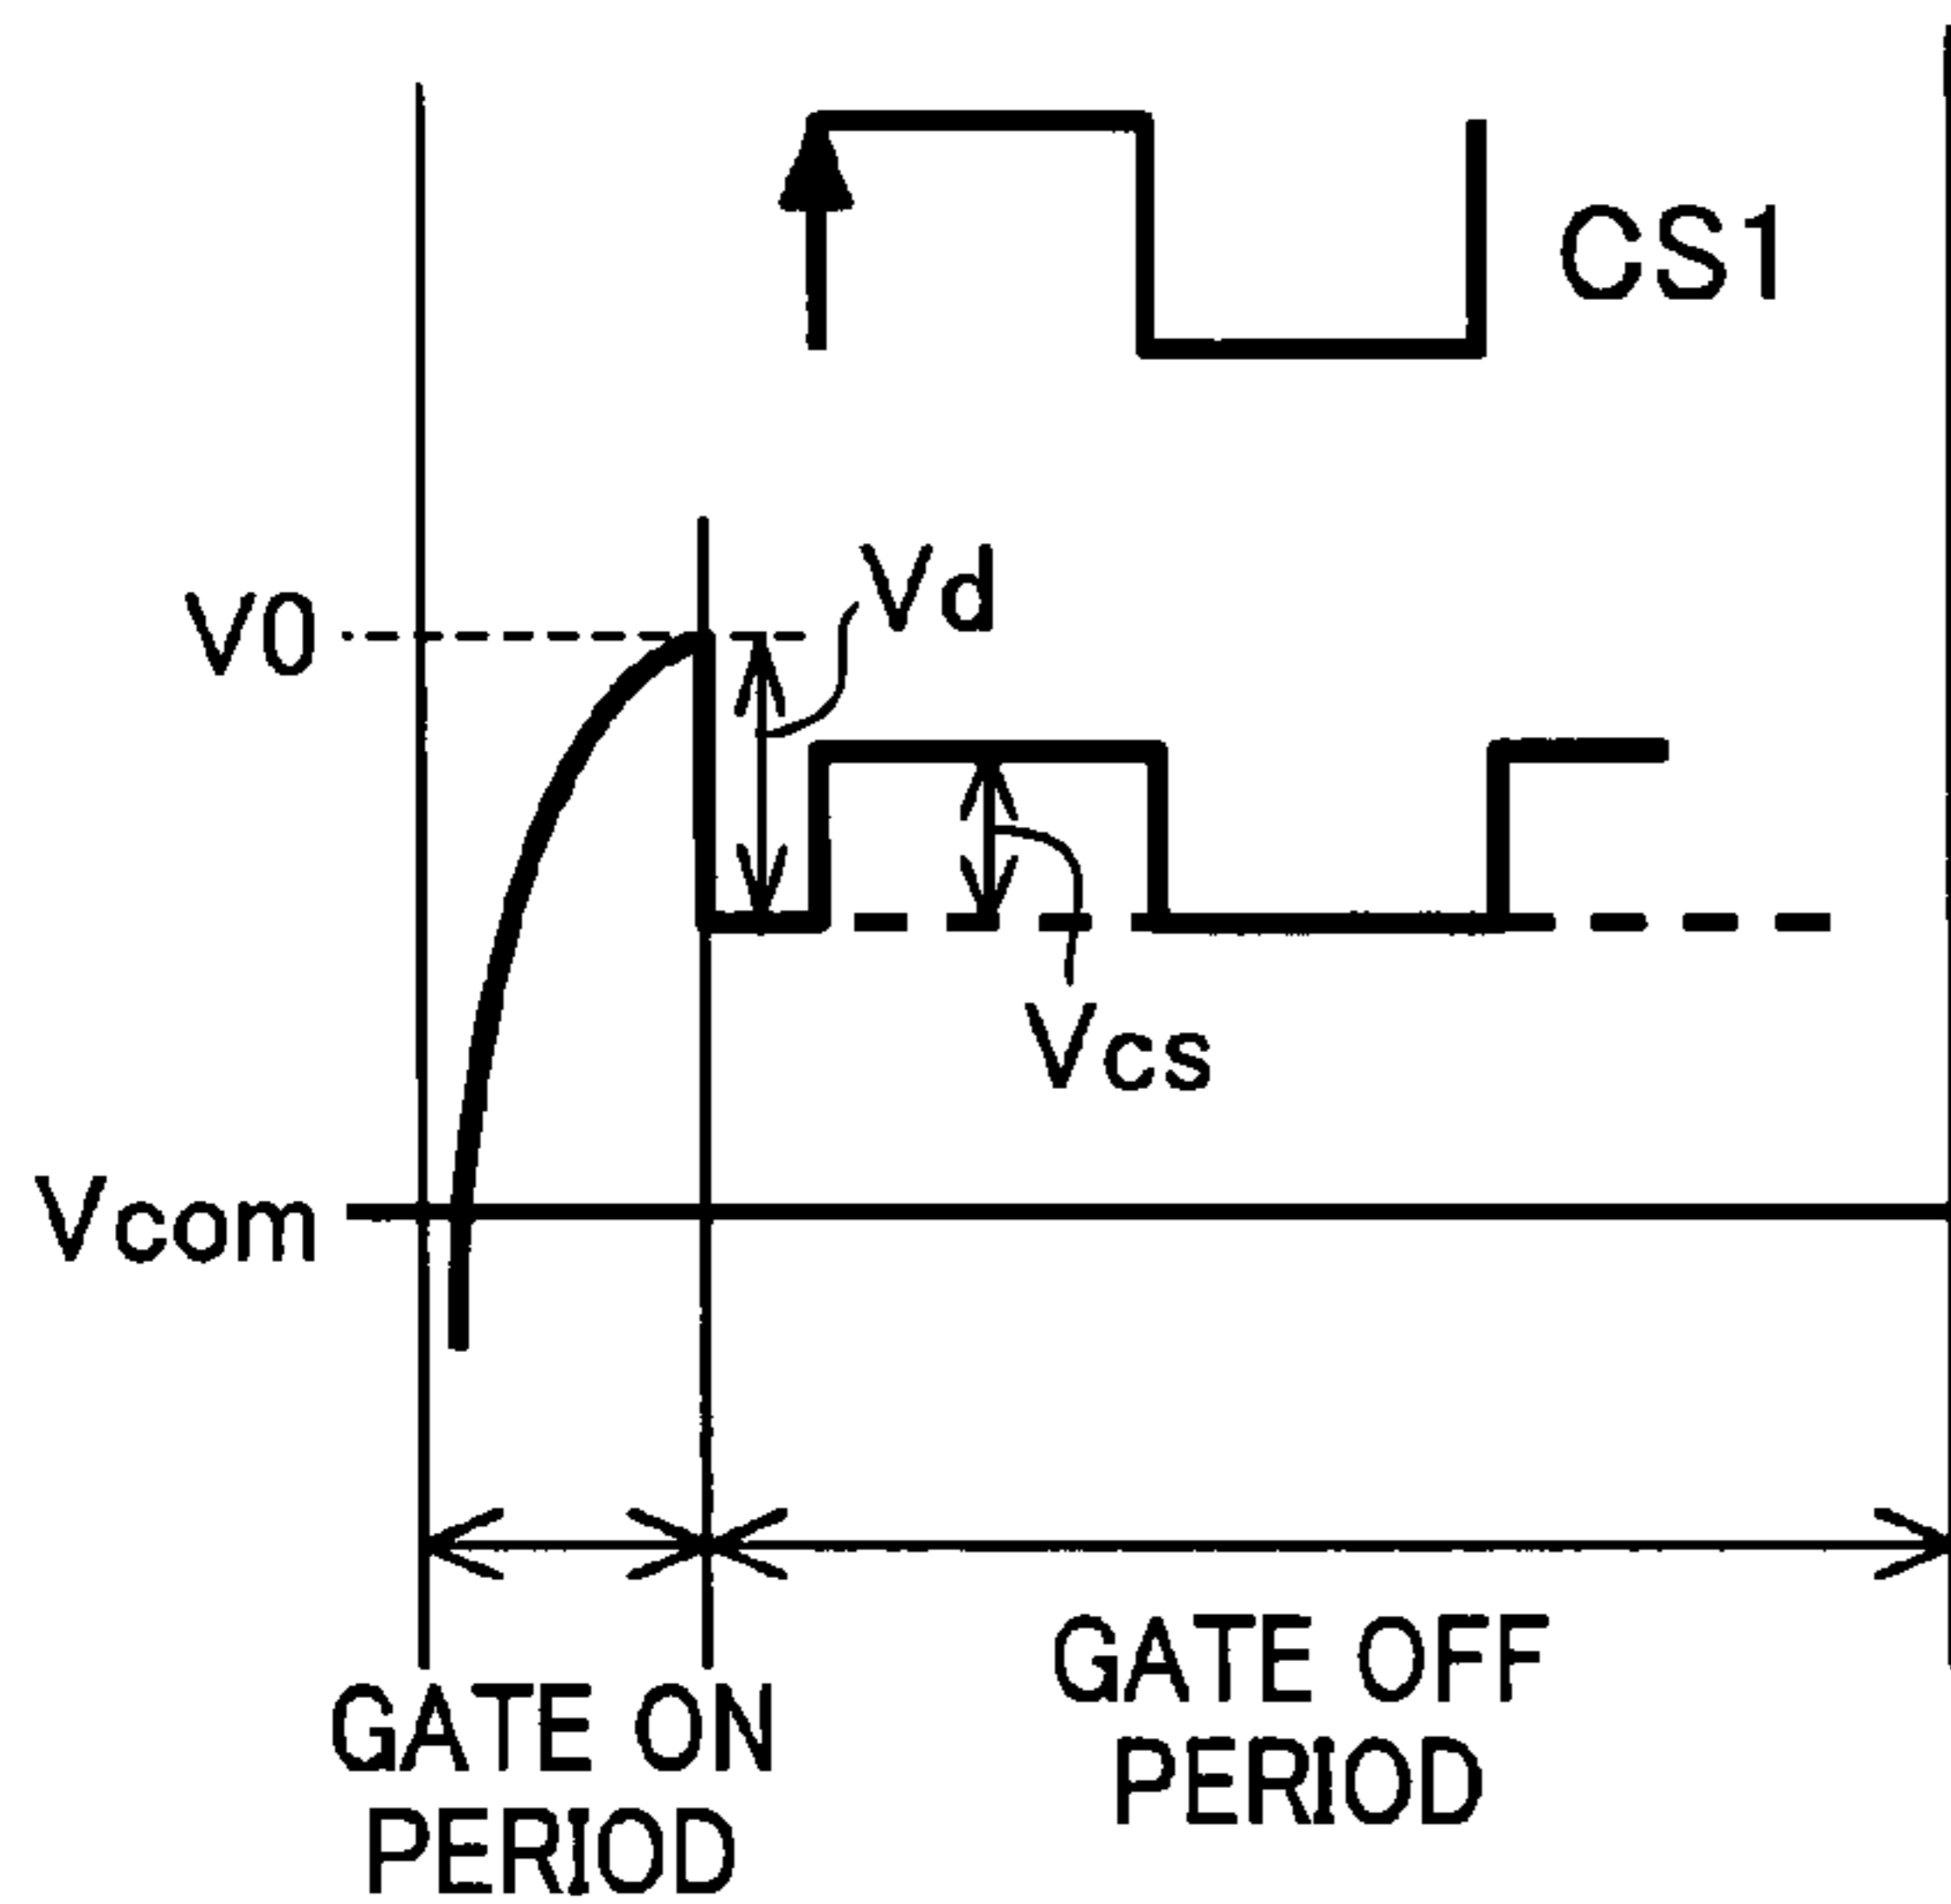 CS1
Vd
V0
Vcs
Vcom
GATE ON
PERIOD
GATE OFF
PERIOD